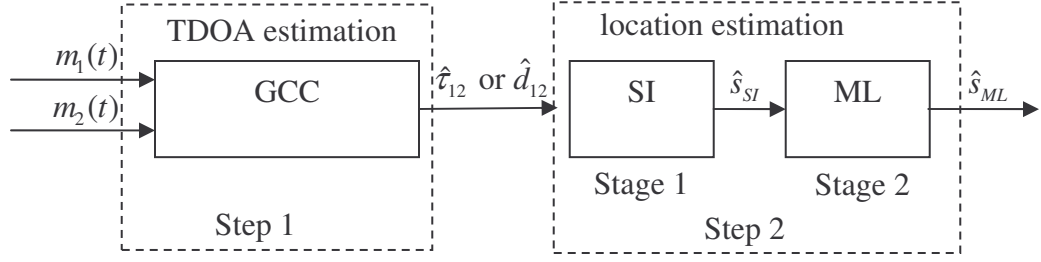 TDOA estimation
location estimation
m₁(t)
m₂(t)
GCC
τ̂₁₂ or d̂₁₂
SI
ŝ_SI
ML
ŝ_ML
Stage 1
Stage 2
Step 1
Step 2